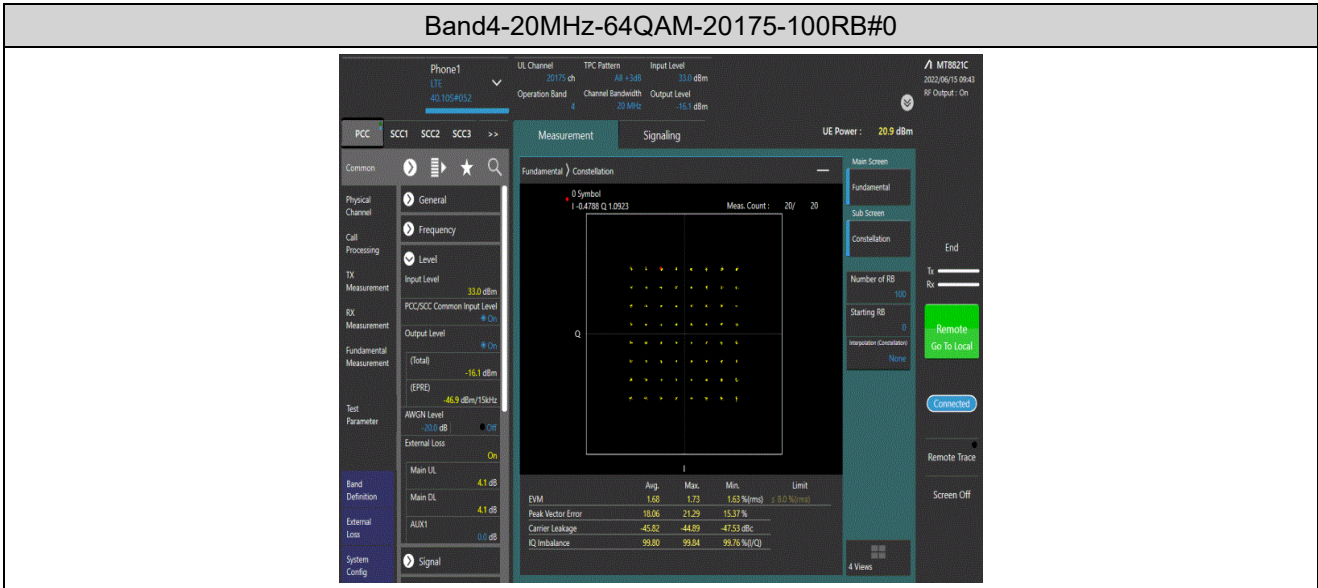 Band4-20MHz-64QAM-20175-100RB#0
Phone1
LTE
40.10S#052
UL Channel
20175 ch
TPC Pattern
All +3dB
Input Level
33.0 dBm
Operation Band
4
Channel Bandwidth
20 MHz
Output Level
-16.1 dBm
MT8821C
2022/06/15 09:43
RF Output : On
PCC SCC1 SCC2 SCC3 >>
Measurement
Signaling
UE Power : 20.9 dBm
Common
Physical
Channel
Call
Processing
TX
Measurement
RX
Measurement
Fundamental
Measurement
Test
Parameter
Band
Definition
External
Loss
System
Config
General
Frequency
Level
Input Level
33.0 dBm
PCC/SCC Common Input Level
On
Output Level
On
(Total)
-16.1 dBm
(EPRE)
-46.9 dBm/15kHz
AWGN Level
-20.0 dB Off
External Loss
On
Main UL
4.1 dB
Main DL
4.1 dB
AUX1
0.0 dB
Signal
Fundamental > Constellation
0 Symbol
I -0.4788 Q 1.0923
Meas. Count : 20/ 20
Q
I
Avg. Max. Min. Limit
EVM 1.68 1.73 1.63 %(rms) ≤ 8.0 %(rms)
Peak Vector Error 18.06 21.29 15.37 %
Carrier Leakage -45.82 -44.89 -47.53 dBc
IQ Imbalance 99.80 99.84 99.76 %(I/Q)
Main Screen
Fundamental
Sub Screen
Constellation
Number of RB
100
Starting RB
0
Interpolation (Constellation)
None
4 Views
End
Tx
Rx
Remote
Go To Local
Connected
Remote Trace
Screen Off